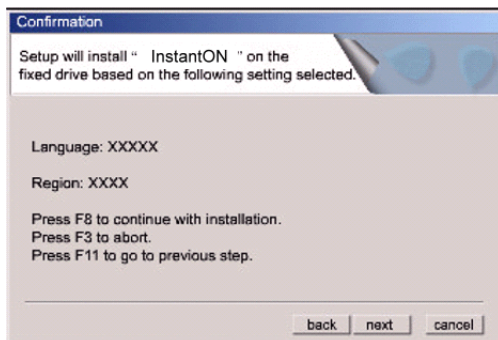 Confirmation
Setup will install “ InstantON ” on the
fixed drive based on the following setting selected.
Language: XXXXX
Region: XXXX
Press F8 to continue with installation.
Press F3 to abort.
Press F11 to go to previous step.
back next cancel